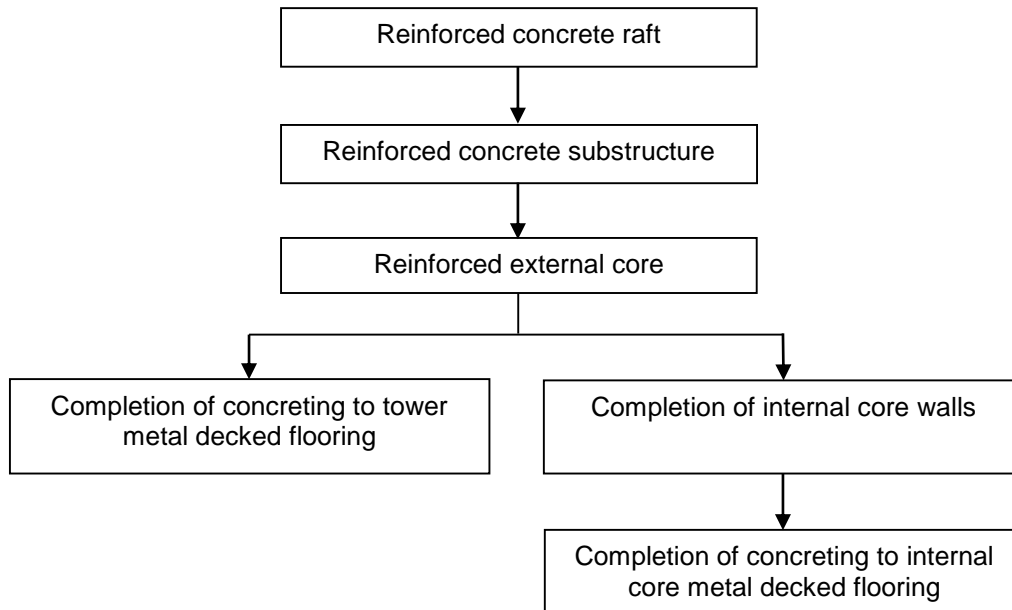 Reinforced concrete raft
Reinforced concrete substructure
Reinforced external core
Completion of concreting to tower
metal decked flooring
Completion of internal core walls
Completion of concreting to internal
core metal decked flooring